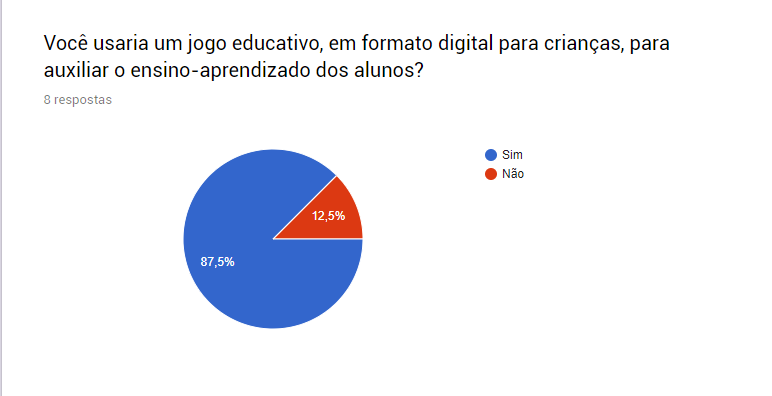 Você usaria um jogo educativo, em formato digital para crianças, para
auxiliar o ensino-aprendizado dos alunos?
8 respostas
Sim
Não
12,5%
87,5%